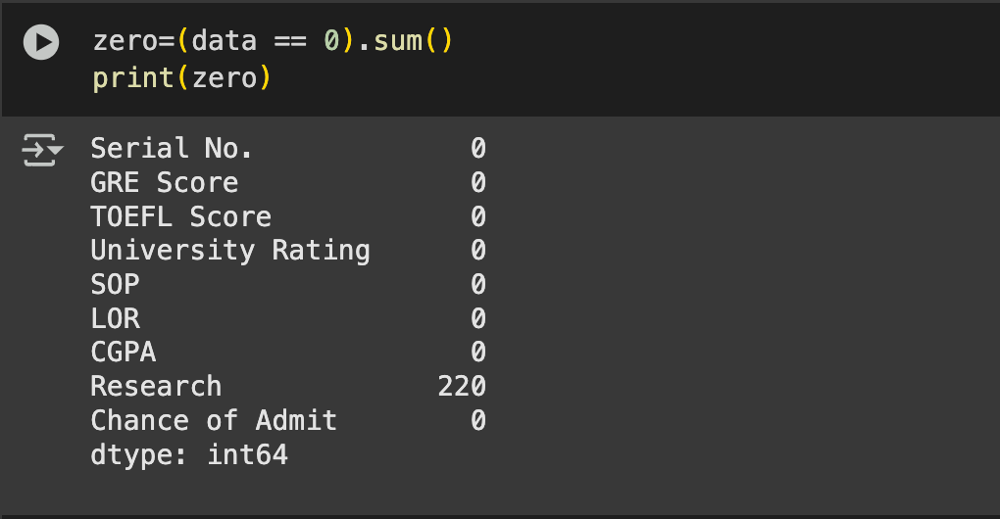 zero=(data == 0).sum()
print(zero)
Serial No. 0
GRE Score 0
TOEFL Score 0
University Rating 0
SOP 0
LOR 0
CGPA 0
Research 220
Chance of Admit 0
dtype: int64